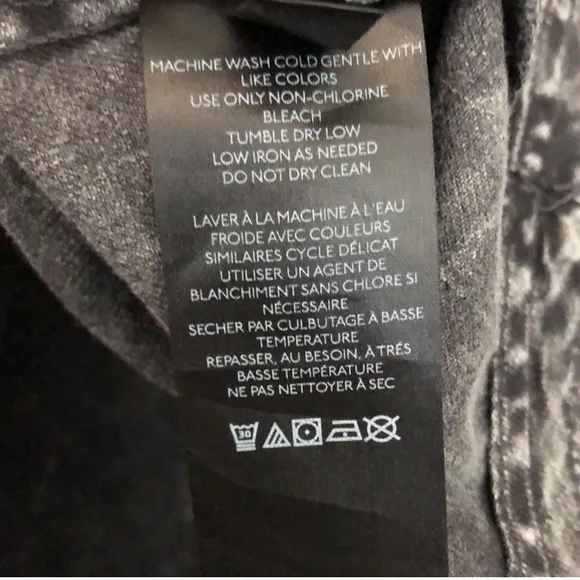 MACHINE WASH COLD GENTLE WITH
LIKE COLORS
USE ONLY NON-CHLORINE
BLEACH
TUMBLE DRY LOW
LOW IRON AS NEEDED
DO NOT DRY CLEAN
LAVER À LA MACHINE À L'EAU
FROIDE AVEC COULEURS
SIMILAIRES CYCLE DÉLICAT
UTILISER UN AGENT DE
BLANCHIMENT SANS CHLORE SI
NÉCESSAIRE
SECHER PAR CULBUTAGE À BASSE
TEMPERATURE
REPASSER, AU BESOIN, À TRÉS
BASSE TEMPÉRATURE
NE PAS NETTOYER À SEC
30